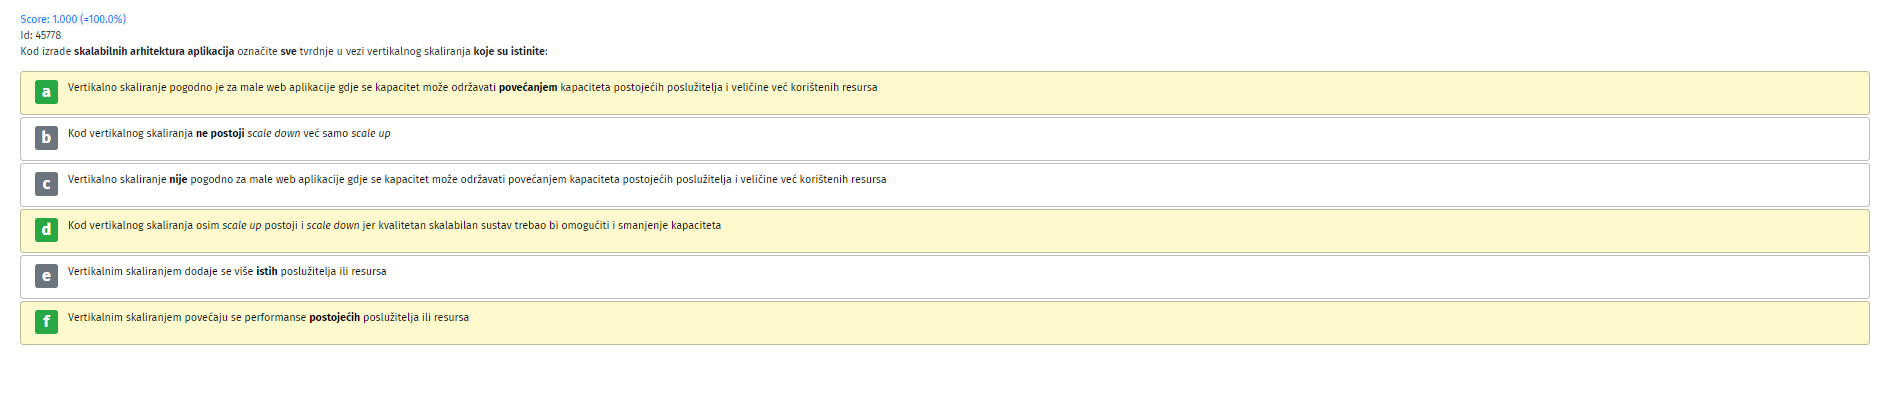 Score: 1.000 (=100.0%)
Id: 45778
Kod izrade skalabilnih arhitektura aplikacija označite sve tvrdnje u vezi vertikalnog skaliranja koje su istinite:
a Vertikalno skaliranje pogodno je za male web aplikacije gdje se kapacitet može održavati povećanjem kapaciteta postojećih poslužitelja i veličine već korištenih resursa
b Kod vertikalnog skaliranja ne postoji scale down već samo scale up
c Vertikalno skaliranje nije pogodno za male web aplikacije gdje se kapacitet može održavati povećanjem kapaciteta postojećih poslužitelja i veličine već korištenih resursa
d Kod vertikalnog skaliranja osim scale up postoji i scale down jer kvalitetan skalabilan sustav trebao bi omogućiti i smanjenje kapaciteta
e Vertikalnim skaliranjem dodaje se više istih poslužitelja ili resursa
f Vertikalnim skaliranjem povećaju se performanse postojećih poslužitelja ili resursa